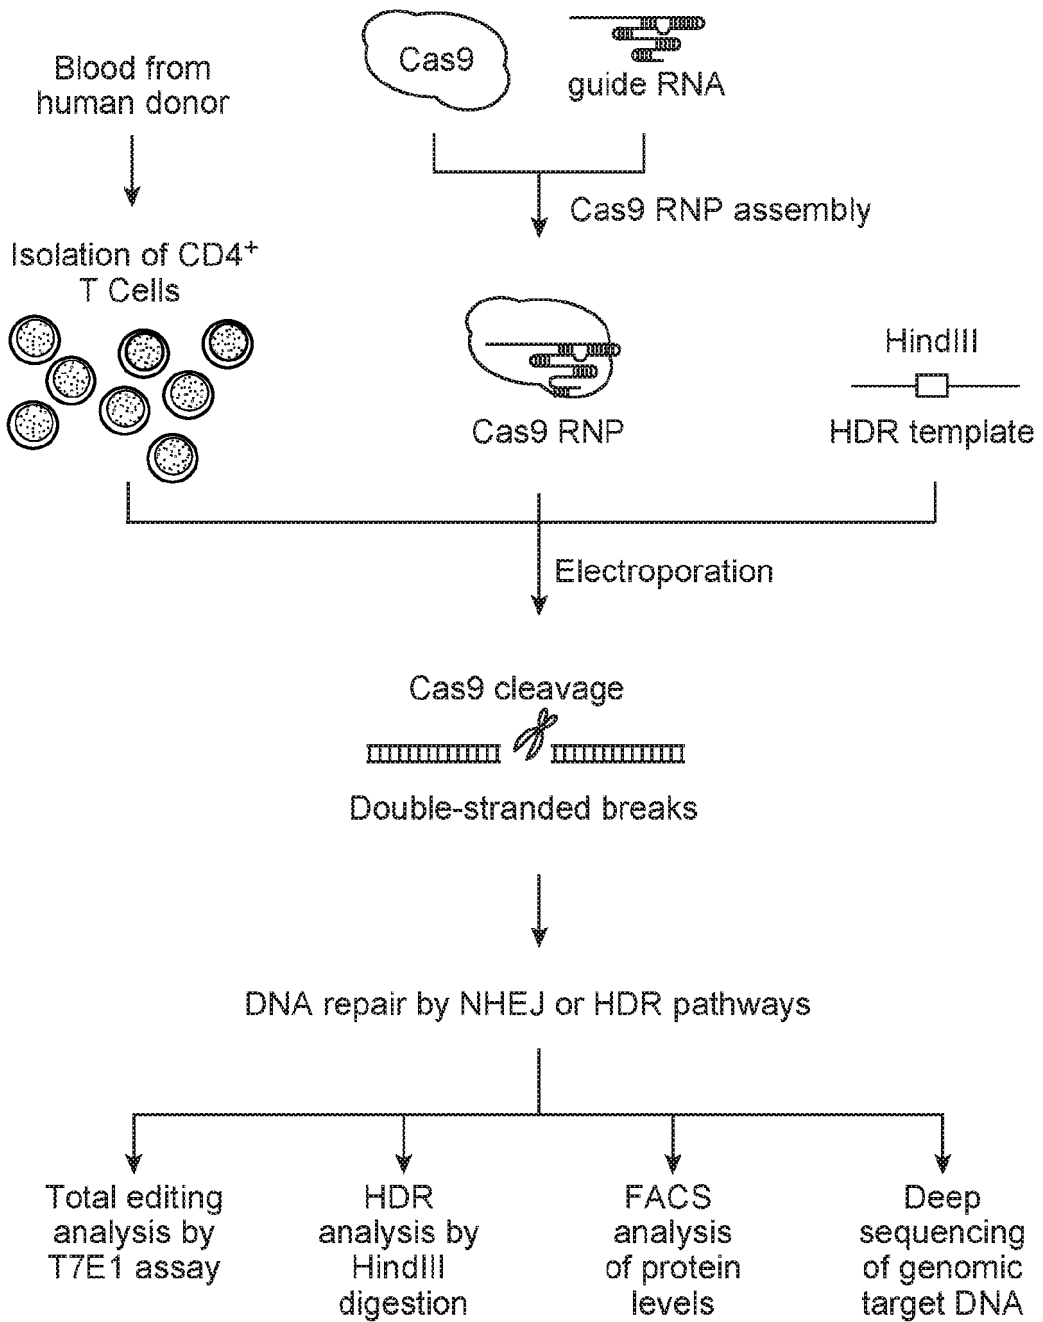 Cas9
guide RNA
Blood from
human donor
Cas9 RNP assembly
Isolation of CD4⁺
T Cells
Cas9 RNP
HindIII
HDR template
Electroporation
Cas9 cleavage
Double-stranded breaks
DNA repair by NHEJ or HDR pathways
Total editing
analysis by
T7E1 assay
HDR
analysis by
HindIII
digestion
FACS
analysis
of protein
levels
Deep
sequencing
of genomic
target DNA